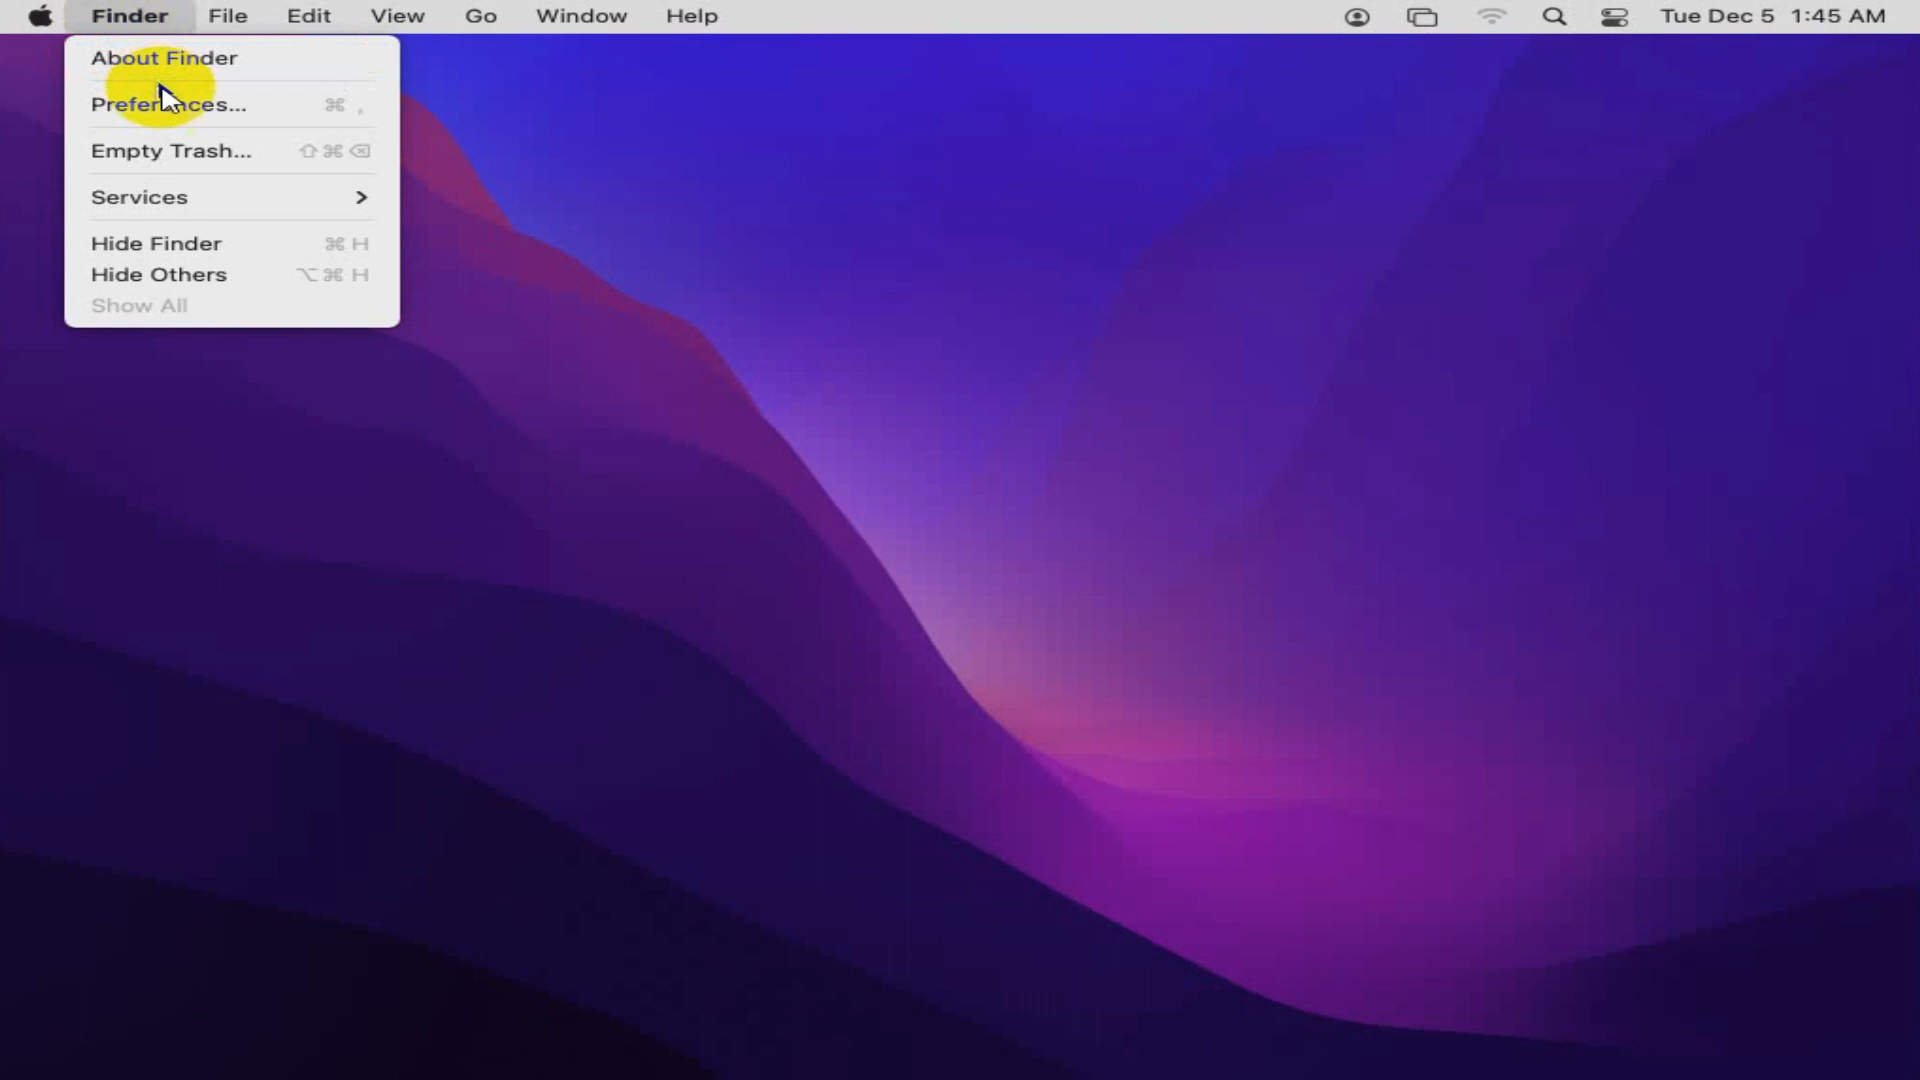 Finder File Edit View Go Window Help Tue Dec 5 1:45 AM
About Finder
Preferences... ⌘ ,
Empty Trash... ⇧⌘⌫
Services >
Hide Finder ⌘ H
Hide Others ⌥⌘ H
Show All